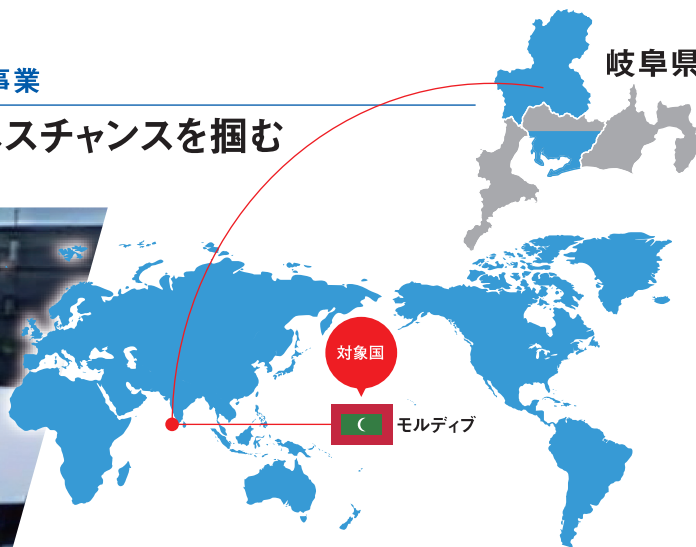 事業
スチャンスを掴む
岐阜県
対象国
モルディブ